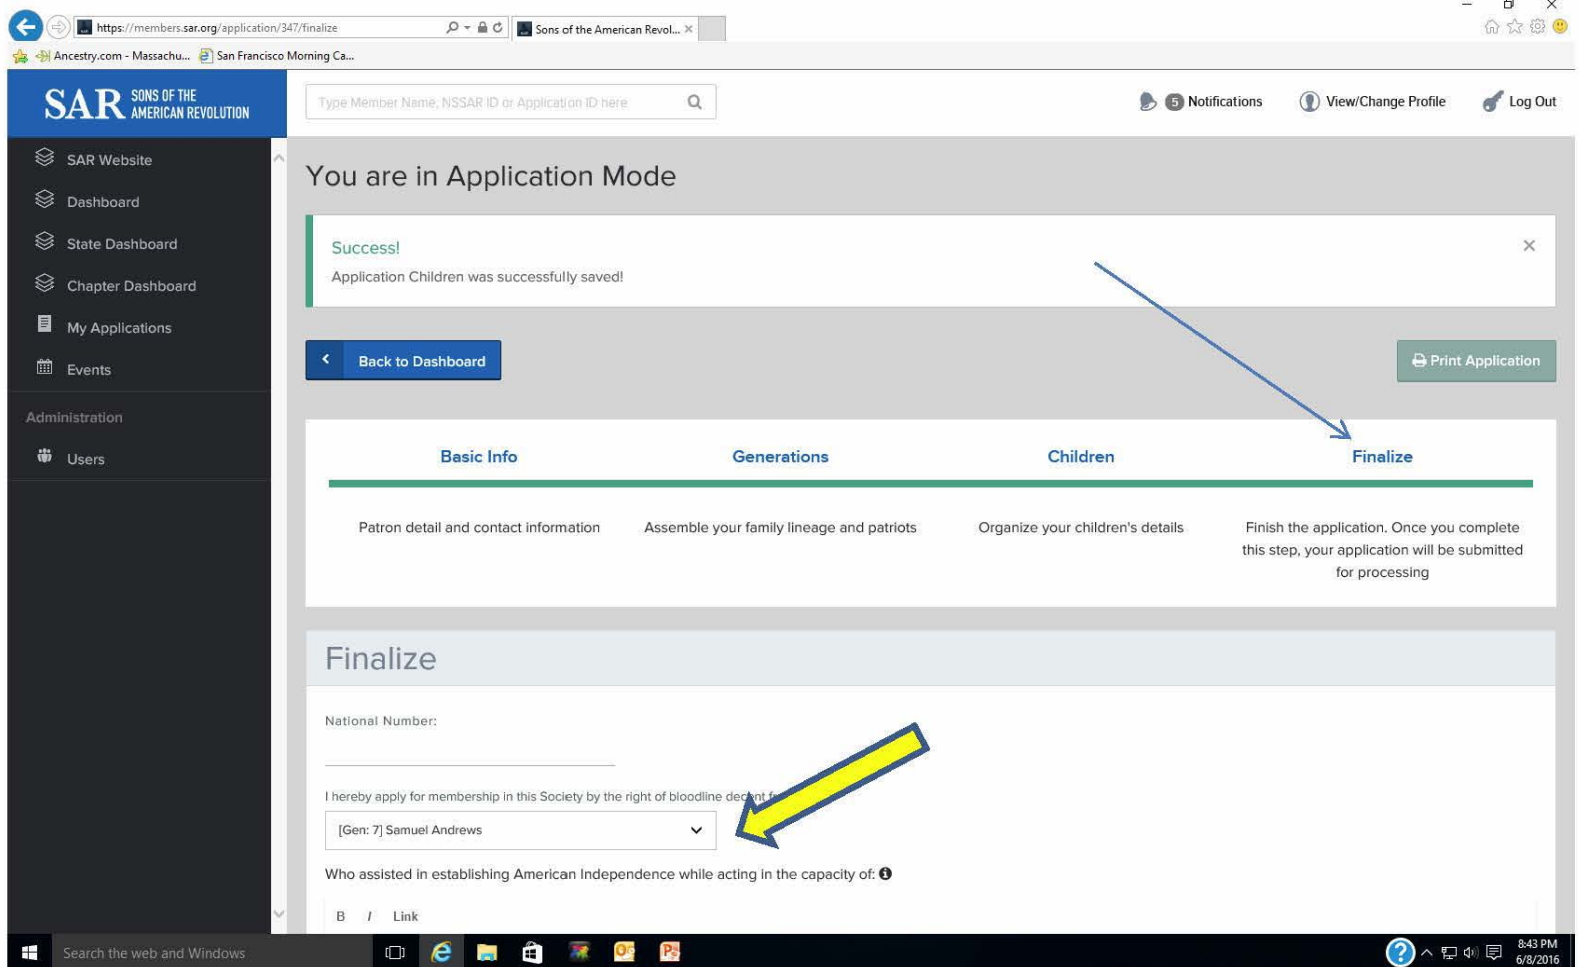 https://members.sar.org/application/347/finalize
Sons of the American Revol...
Ancestry.com - Massachu...
San Francisco Morning Ca...
SAR SONS OF THE AMERICAN REVOLUTION
Type Member Name, NSSAR ID or Application ID here
5 Notifications
View/Change Profile
Log Out
SAR Website
Dashboard
State Dashboard
Chapter Dashboard
My Applications
Events
Administration
Users
You are in Application Mode
Success!
Application Children was successfully saved!
Back to Dashboard
Print Application
Basic Info
Generations
Children
Finalize
Patron detail and contact information
Assemble your family lineage and patriots
Organize your children's details
Finish the application. Once you complete
this step, your application will be submitted
for processing
Finalize
National Number:
I hereby apply for membership in this Society by the right of bloodline decent
[Gen: 7] Samuel Andrews
Who assisted in establishing American Independence while acting in the capacity of:
B I Link
Search the web and Windows
8:43 PM
6/8/2016